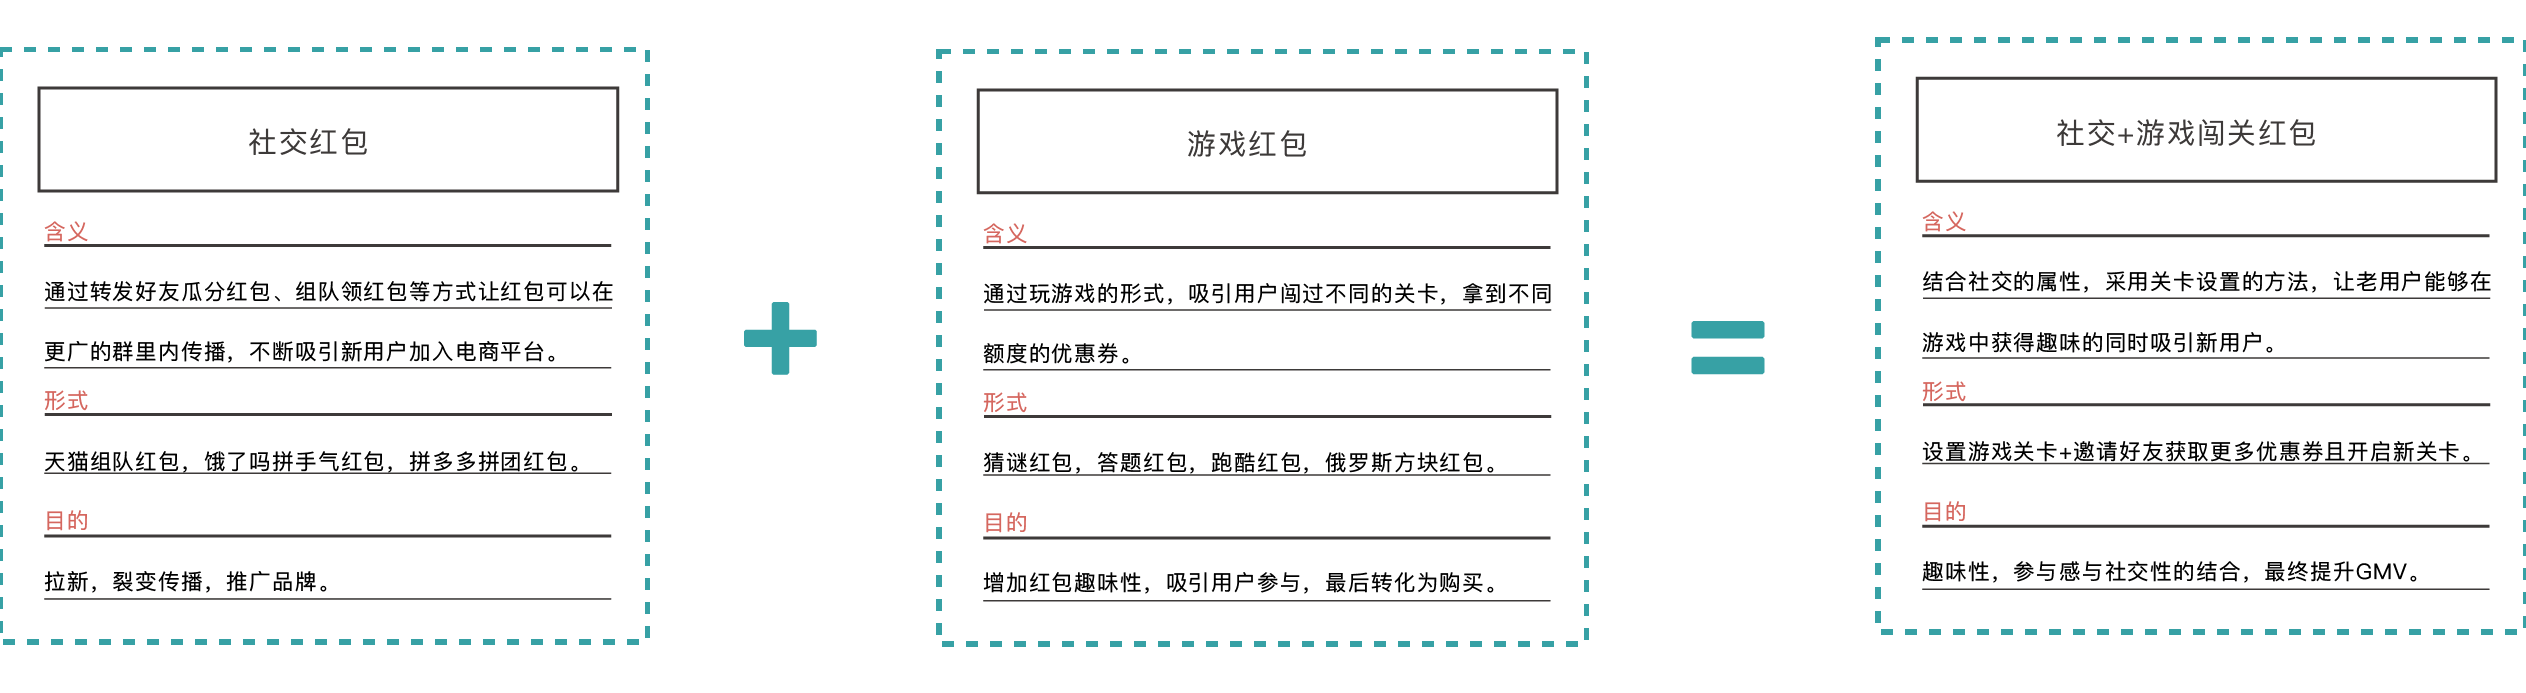 社交红包
含义
通过转发好友瓜分红包、组队领红包等方式让红包可以在
更广的群里内传播，不断吸引新用户加入电商平台。
形式
天猫组队红包，饿了吗拼手气红包，拼多多拼团红包。
目的
拉新，裂变传播，推广品牌。
+
游戏红包
含义
通过玩游戏的形式，吸引用户闯过不同的关卡，拿到不同
额度的优惠券。
形式
猜谜红包，答题红包，跑酷红包，俄罗斯方块红包。
目的
增加红包趣味性，吸引用户参与，最后转化为购买。
=
社交+游戏闯关红包
含义
结合社交的属性，采用关卡设置的方法，让老用户能够在
游戏中获得趣味的同时吸引新用户。
形式
设置游戏关卡+邀请好友获取更多优惠券且开启新关卡。
目的
趣味性，参与感与社交性的结合，最终提升GMV。